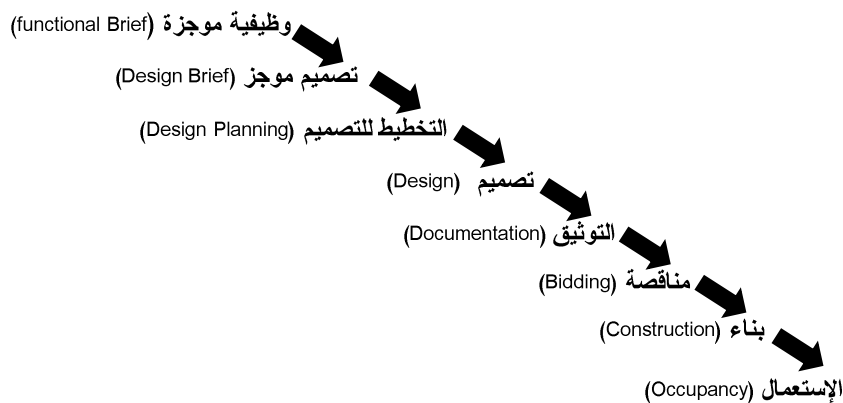 وظيفية موجزة (functional Brief)
تصميم موجز (Design Brief)
التخطيط للتصميم (Design Planning)
تصميم (Design)
التوثيق (Documentation)
مناقصة (Bidding)
بناء (Construction)
الإستعمال (Occupancy)